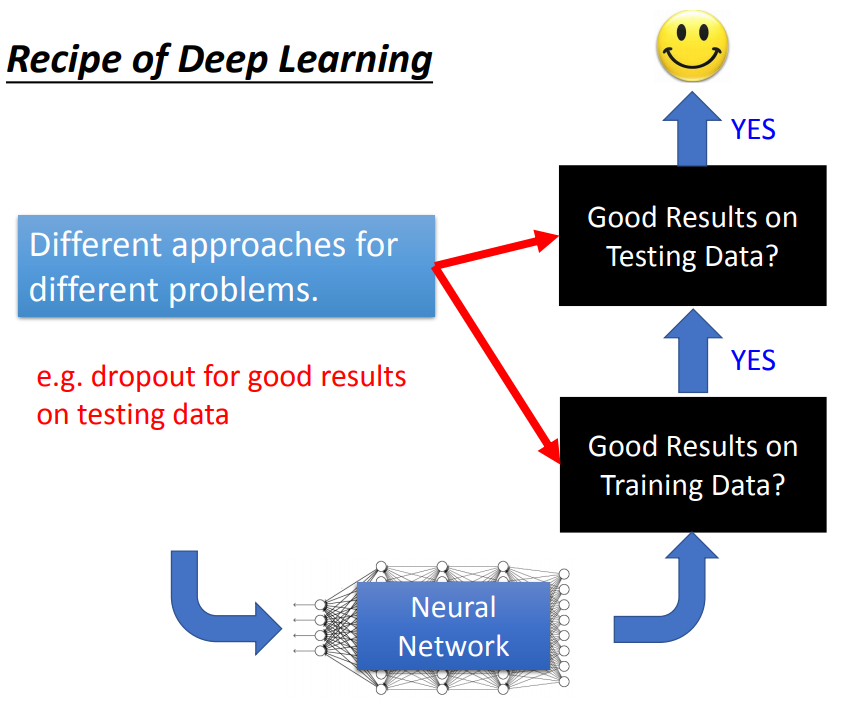 Recipe of Deep Learning
YES
Good Results on
Testing Data?
Different approaches for
different problems.
e.g. dropout for good results
on testing data
YES
Good Results on
Training Data?
Neural
Network